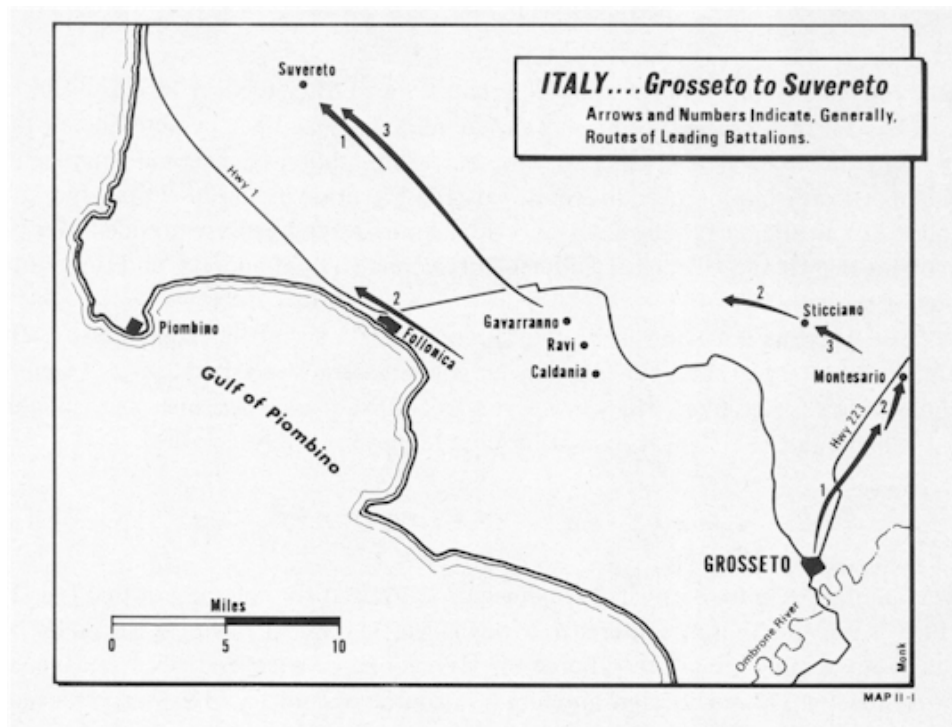 ITALY....Grosseto to Suvereto
Arrows and Numbers Indicate, Generally,
Routes of Leading Battalions.
Suvereto
3
1
Hwy 1
2
Follonica
Piombino
Gulf of Piombino
Gavarranno
Ravi
Caldania
2
Sticciano
3
Montesario
Hwy 223
2
1
GROSSETO
Ombrone River
Miles
0 5 10
Monk
MAP II-1